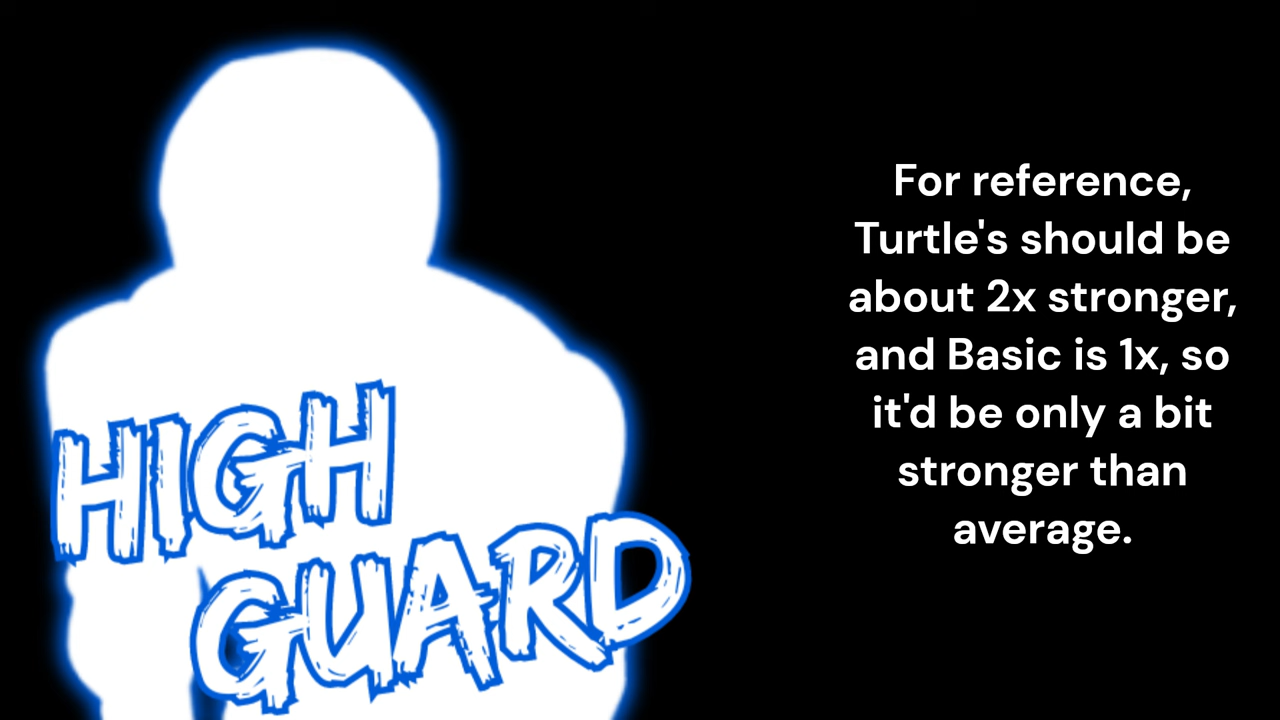 HIGH
GUARD
For reference,
Turtle's should be
about 2x stronger,
and Basic is 1x, so
it'd be only a bit
stronger than
average.